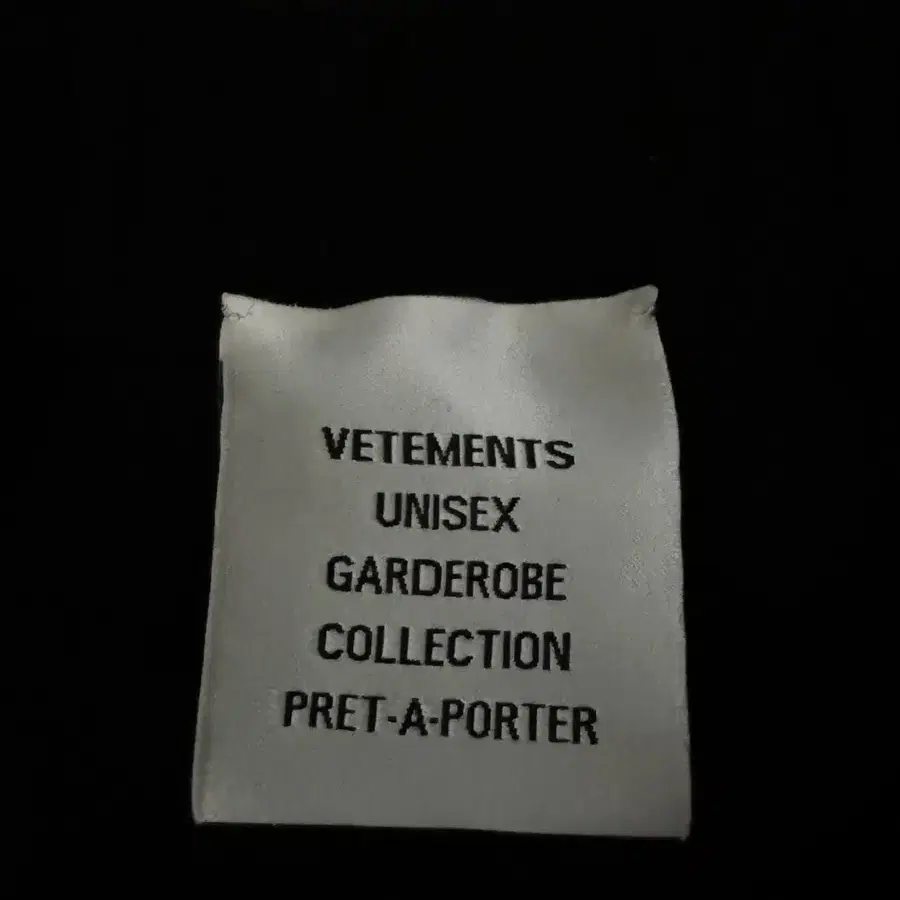 VETEMENTS
UNISEX
GARDEROBE
COLLECTION
PRET-A-PORTER